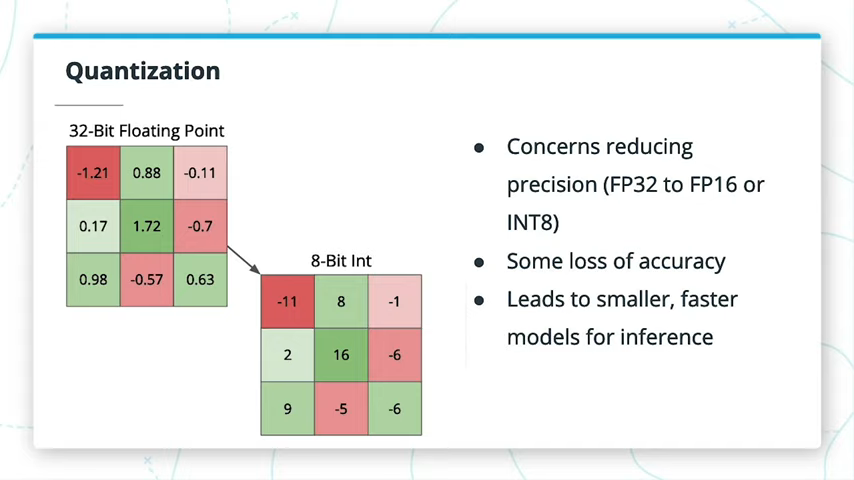 Quantization
32-Bit Floating Point
-1.21 0.88 -0.11
0.17 1.72 -0.7
0.98 -0.57 0.63
8-Bit Int
-11 8 -1
2 16 -6
9 -5 -6
● Concerns reducing
precision (FP32 to FP16 or
INT8)
● Some loss of accuracy
● Leads to smaller, faster
models for inference